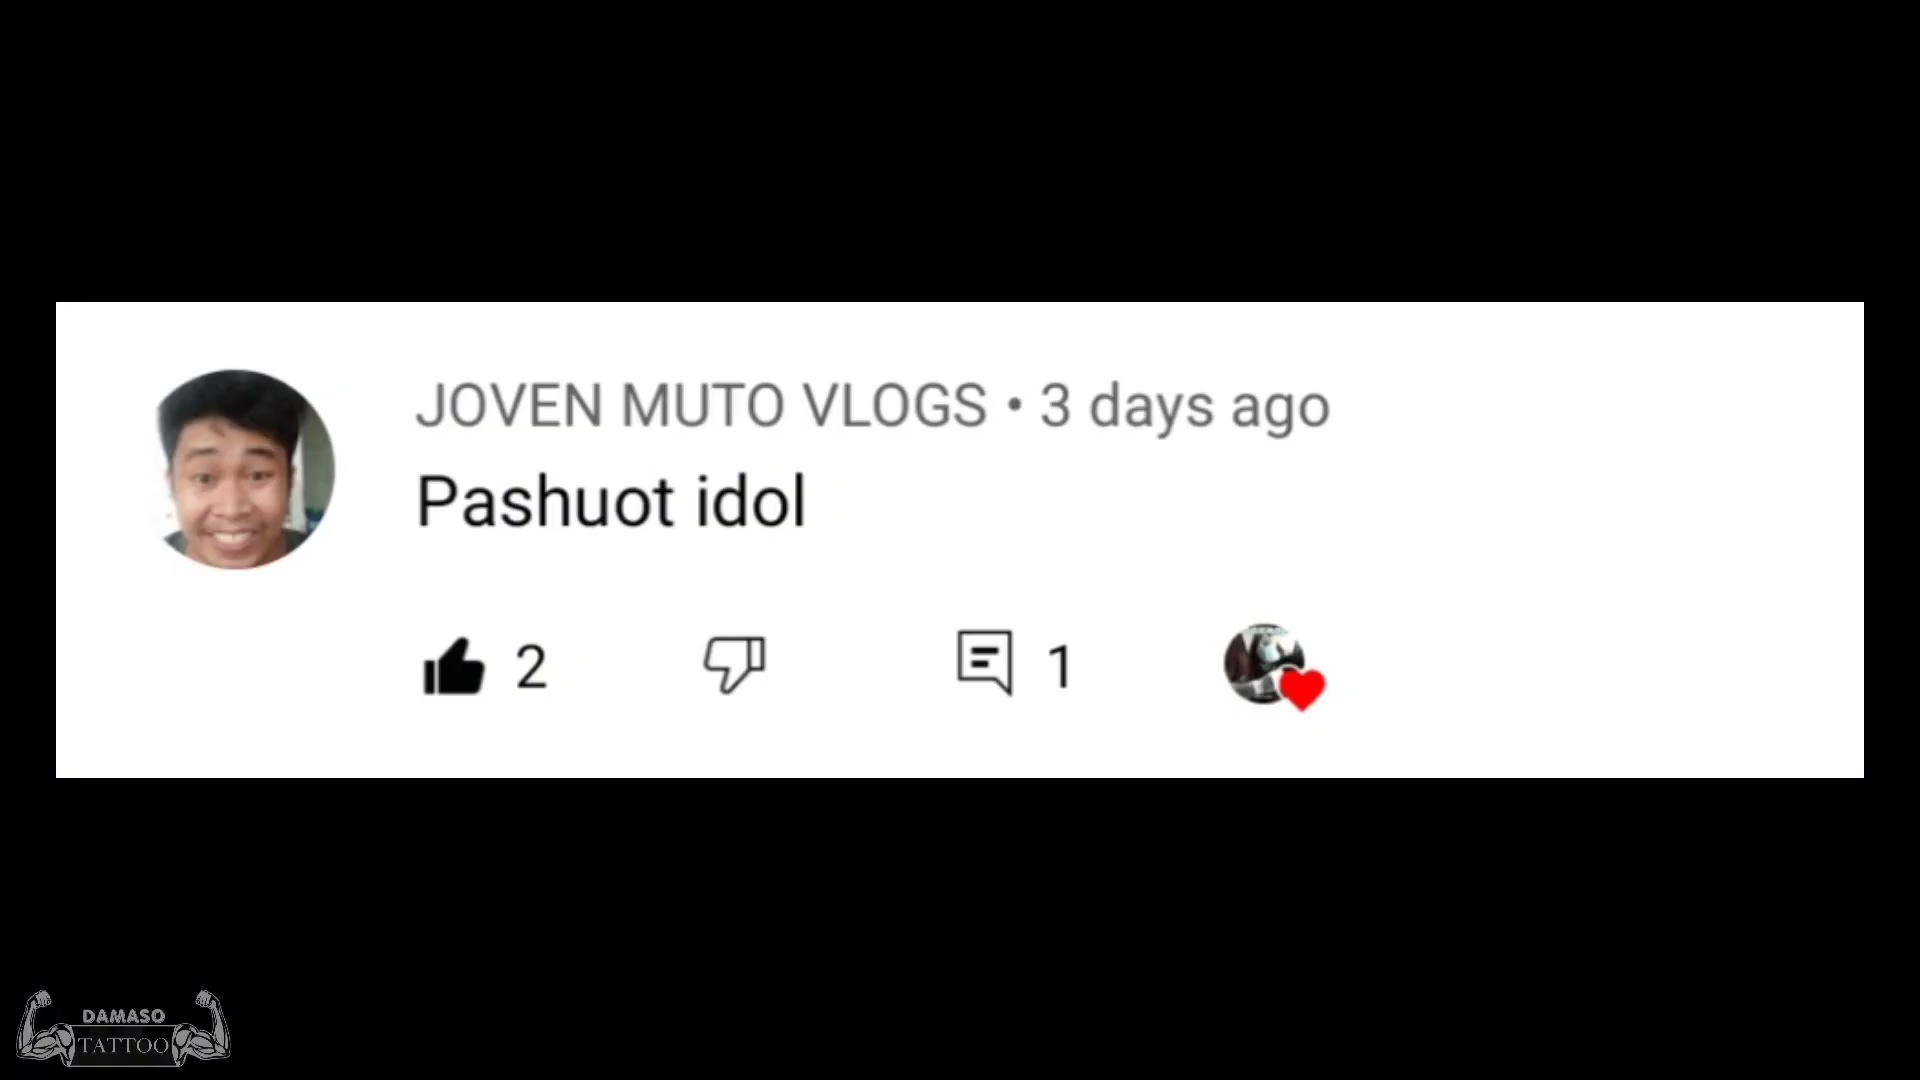 JOVEN MUTO VLOGS • 3 days ago
Pashuot idol
2
1
DAMASO
TATTOO